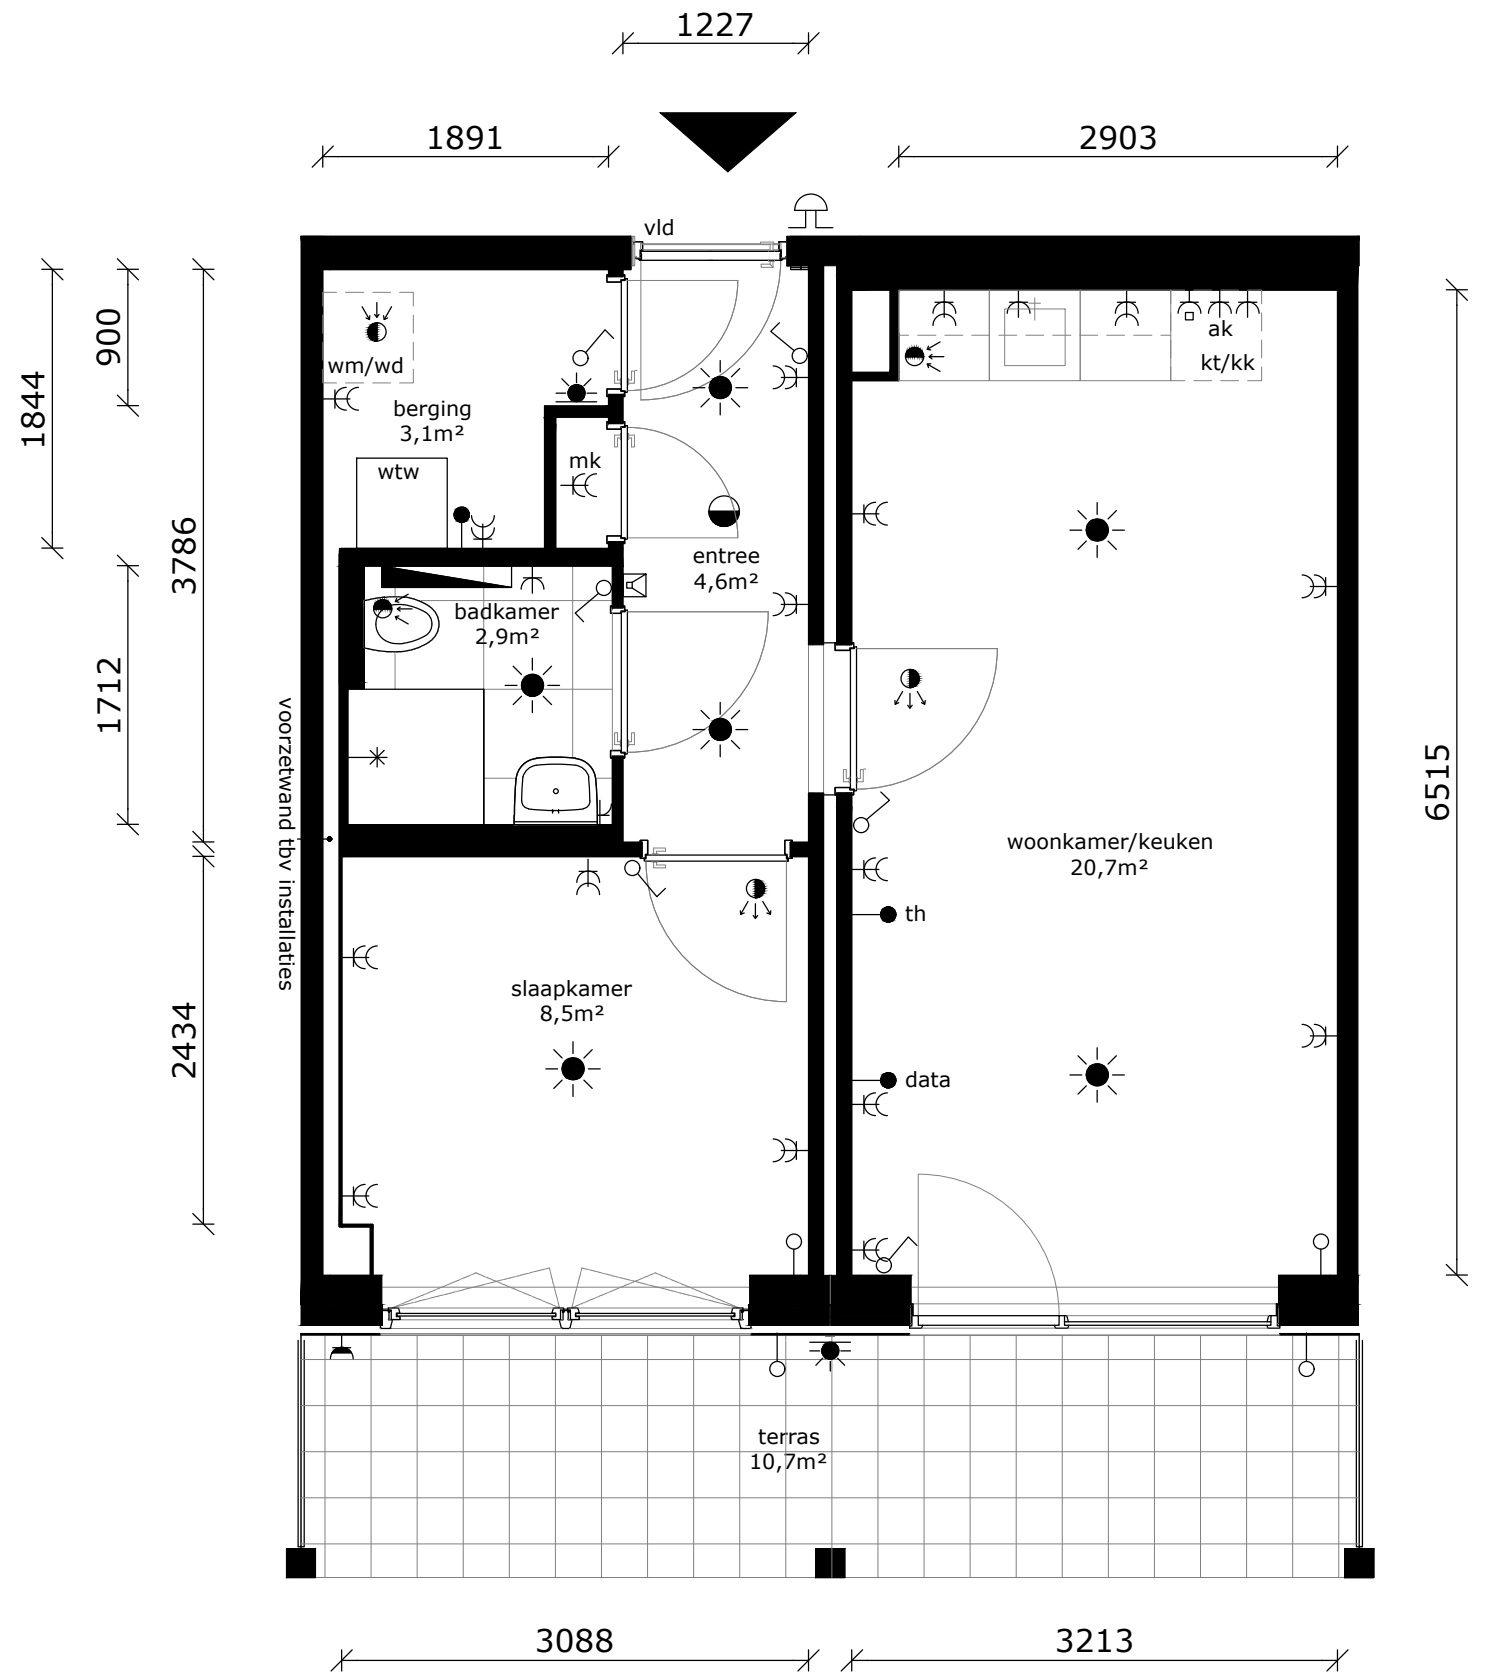 1227
1891
2903
vld
900
1844
3786
1712
2434
6515
wm/wd
berging
3,1m²
wtw
mk
ak
kt/kk
entree
4,6m²
badkamer
2,9m²
voorzetwand tbv installaties
woonkamer/keuken
20,7m²
th
slaapkamer
8,5m²
data
terras
10,7m²
3088
3213